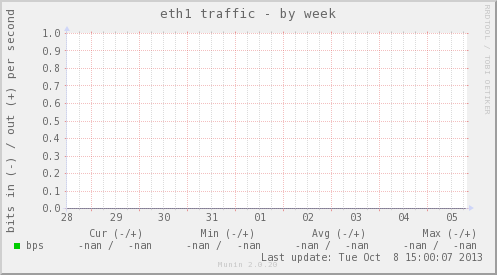 eth1 traffic - by week
RRDTOOL / TOBI OETIKER
bits in (-) / out (+) per second
1.0
0.9
0.8
0.7
0.6
0.5
0.4
0.3
0.2
0.1
0.0
28 29 30 31 01 02 03 04 05
Cur (-/+) Min (-/+) Avg (-/+) Max (-/+)
bps -nan / -nan -nan / -nan -nan / -nan -nan / -nan
Last update: Tue Oct 8 15:00:07 2013
Munin 2.0.20